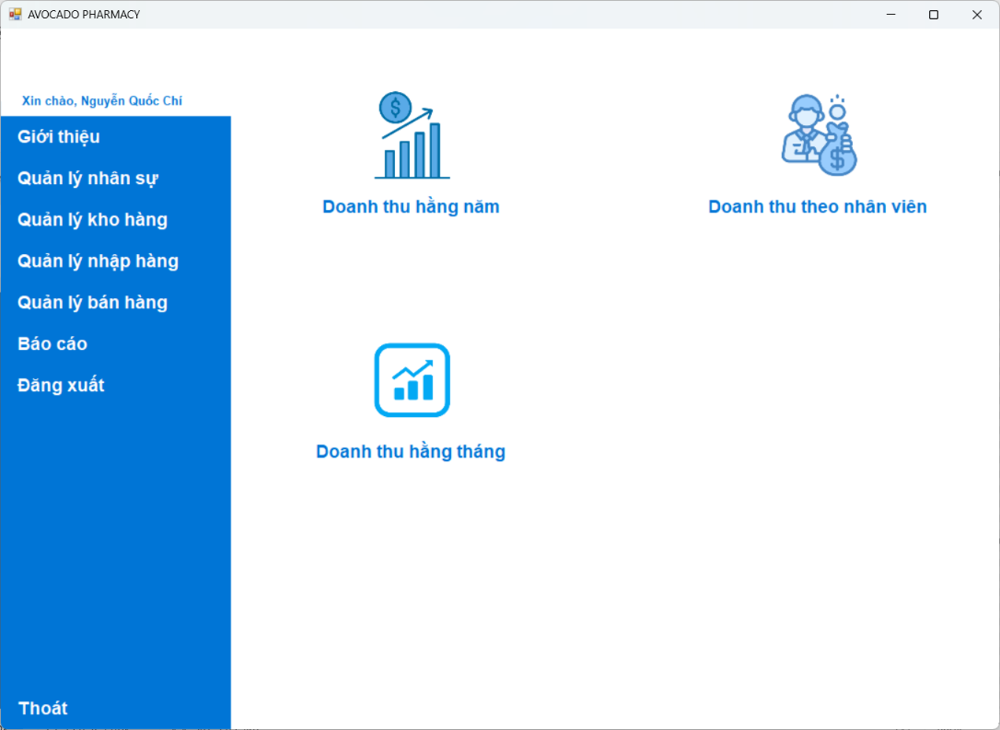 AVOCADO PHARMACY
Xin chào, Nguyễn Quốc Chí
Giới thiệu
Quản lý nhân sự
Quản lý kho hàng
Quản lý nhập hàng
Quản lý bán hàng
Báo cáo
Đăng xuất
Thoát
$
Doanh thu hằng năm
$
Doanh thu theo nhân viên
Doanh thu hằng tháng